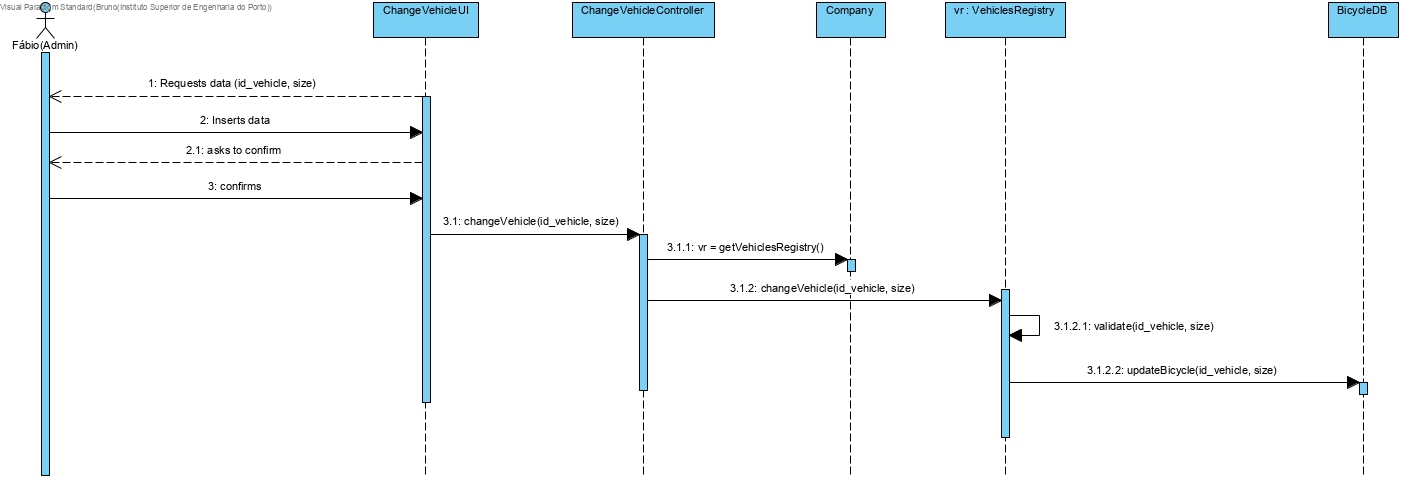 Visual Paradigm Standard(Bruno(Instituto Superior de Engenharia do Porto))
Fábio(Admin)
ChangeVehicleUI
ChangeVehicleController
Company
vr : VehiclesRegistry
BicycleDB
1: Requests data (id_vehicle, size)
2: Inserts data
2.1: asks to confirm
3: confirms
3.1: changeVehicle(id_vehicle, size)
3.1.1: vr = getVehiclesRegistry()
3.1.2: changeVehicle(id_vehicle, size)
3.1.2.1: validate(id_vehicle, size)
3.1.2.2: updateBicycle(id_vehicle, size)